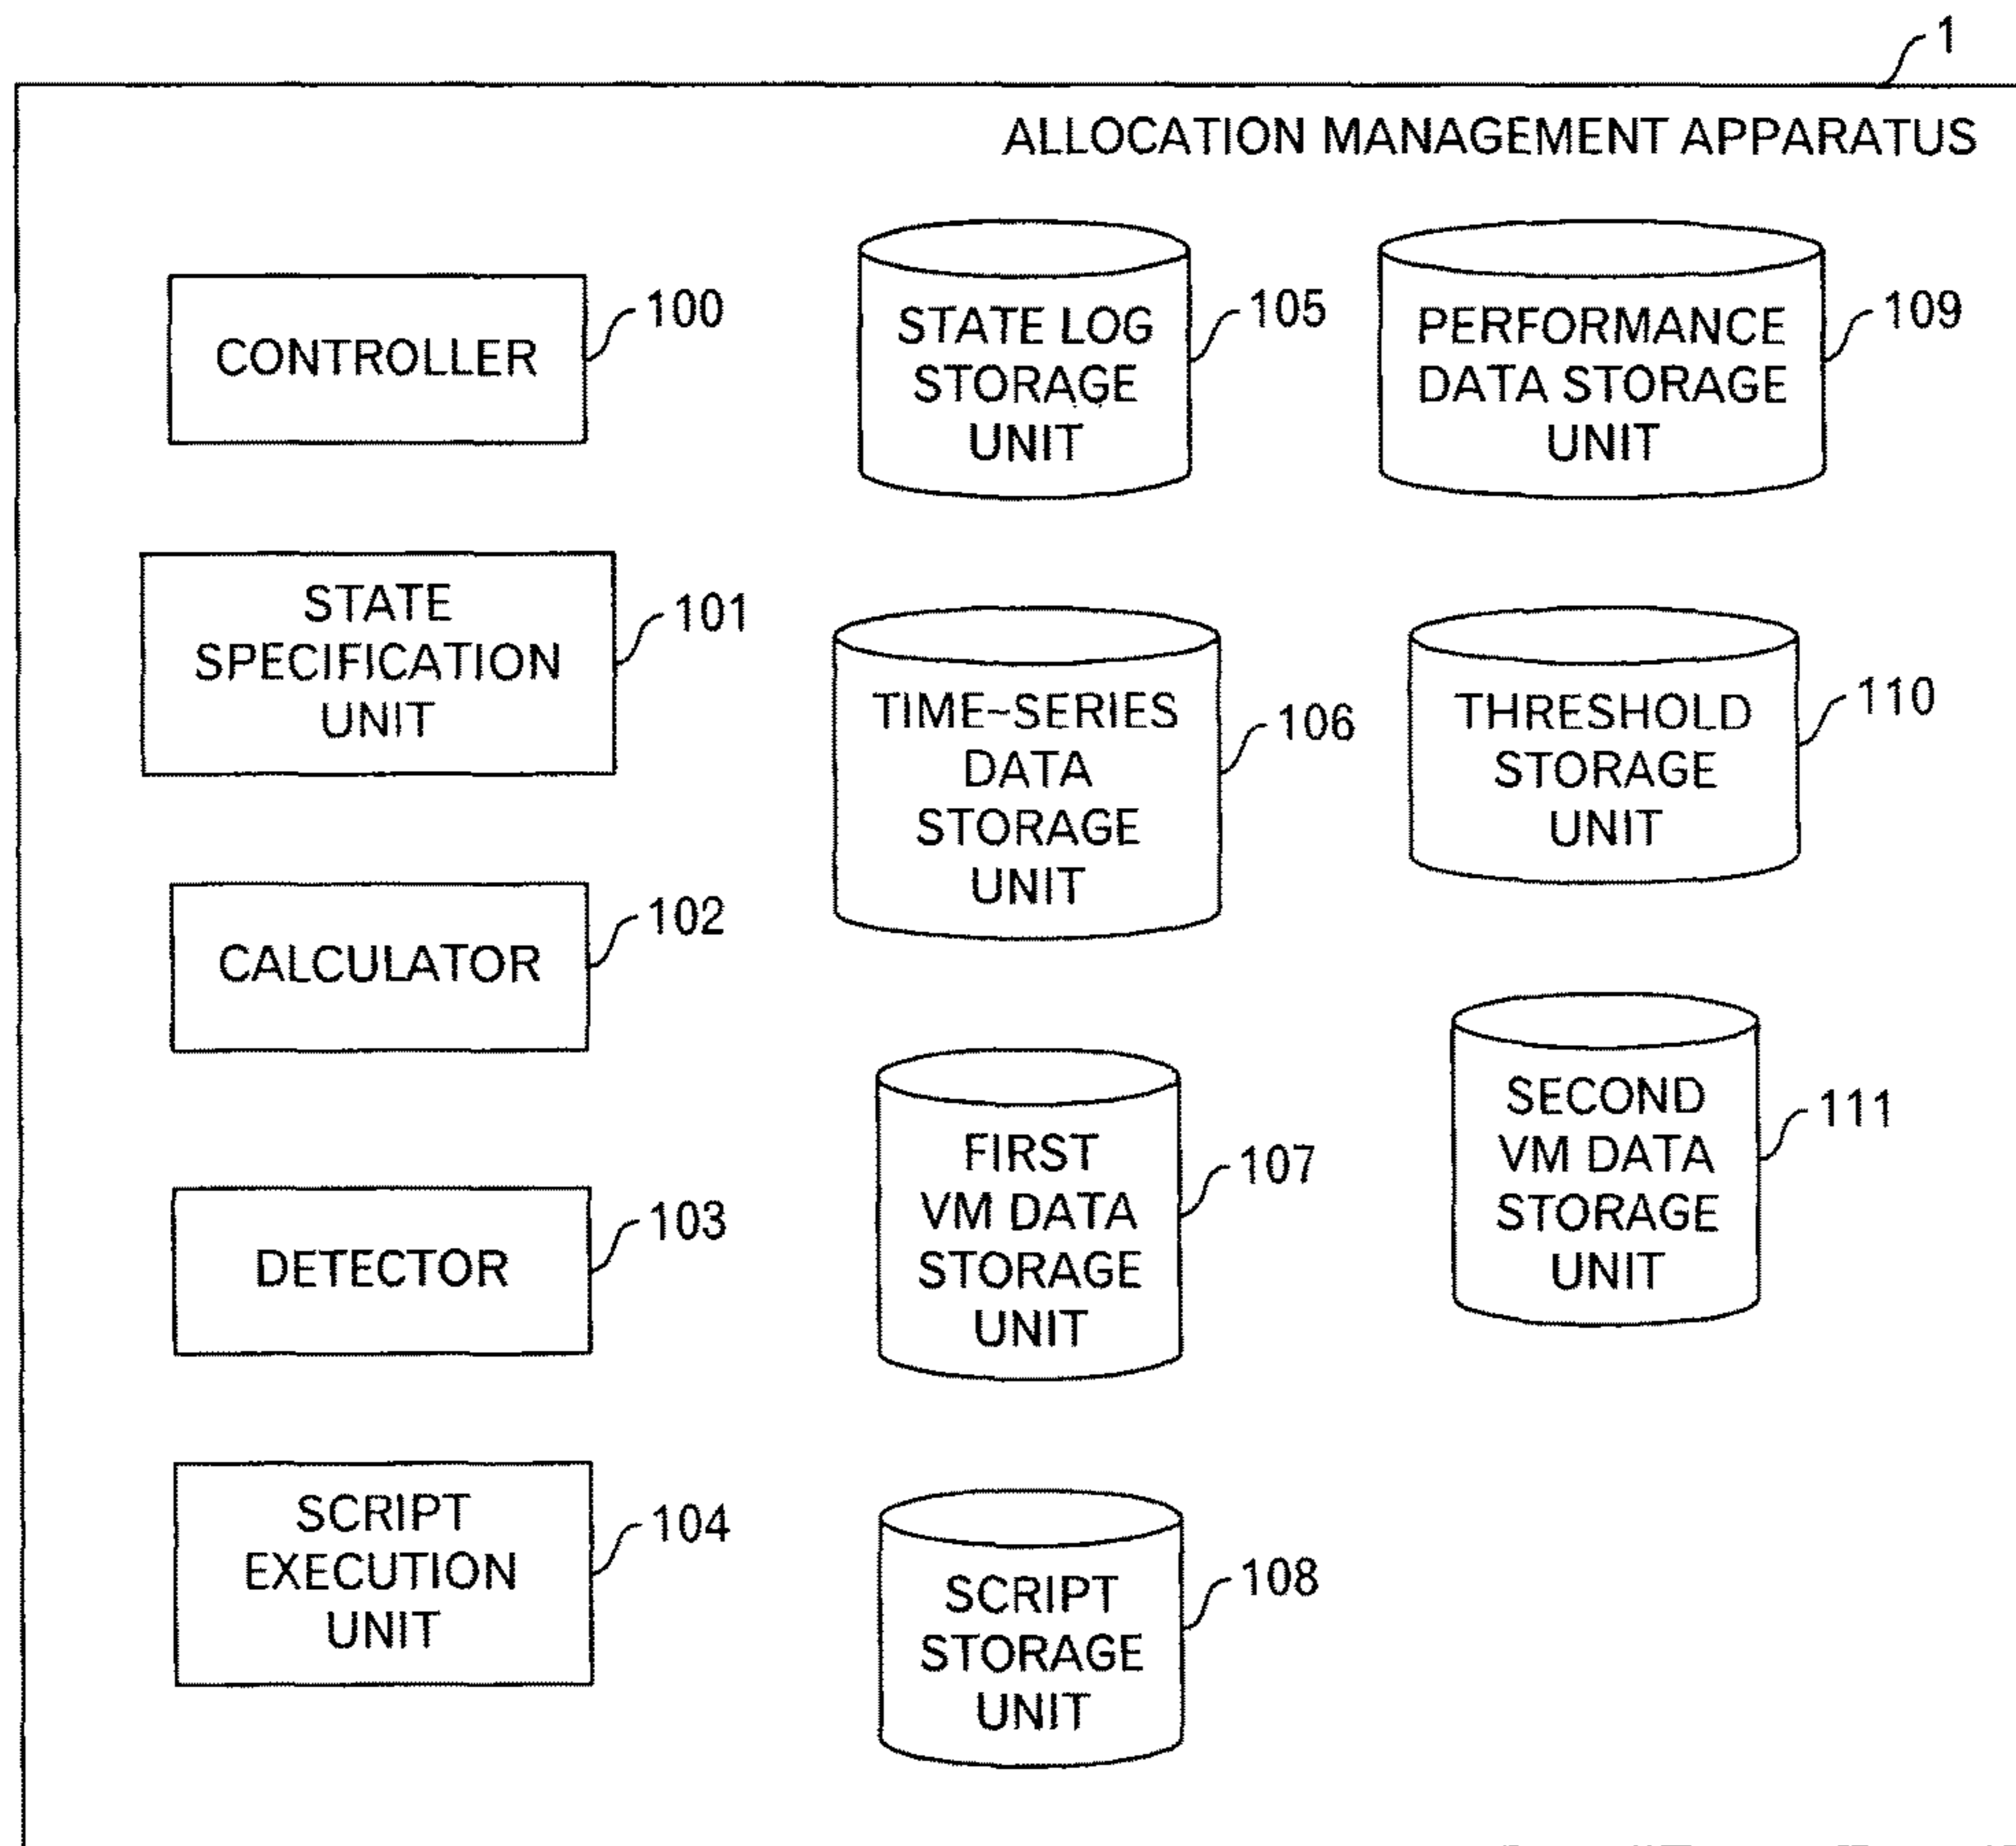 1
ALLOCATION MANAGEMENT APPARATUS
CONTROLLER
100
STATE
SPECIFICATION
UNIT
101
CALCULATOR
102
DETECTOR
103
SCRIPT
EXECUTION
UNIT
104
STATE LOG
STORAGE
UNIT
105
TIME-SERIES
DATA
STORAGE
UNIT
106
FIRST
VM DATA
STORAGE
UNIT
107
SCRIPT
STORAGE
UNIT
108
PERFORMANCE
DATA STORAGE
UNIT
109
THRESHOLD
STORAGE
UNIT
110
SECOND
VM DATA
STORAGE
UNIT
111